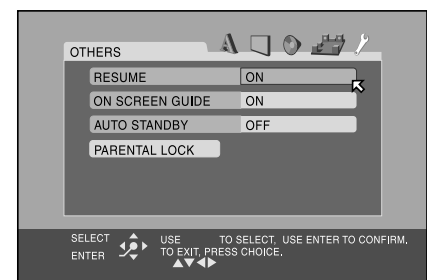 OTHERS
RESUME ON
ON SCREEN GUIDE ON
AUTO STANDBY OFF
PARENTAL LOCK
SELECT
ENTER
USE TO SELECT, USE ENTER TO CONFIRM.
TO EXIT, PRESS CHOICE.
▲▼◀▶